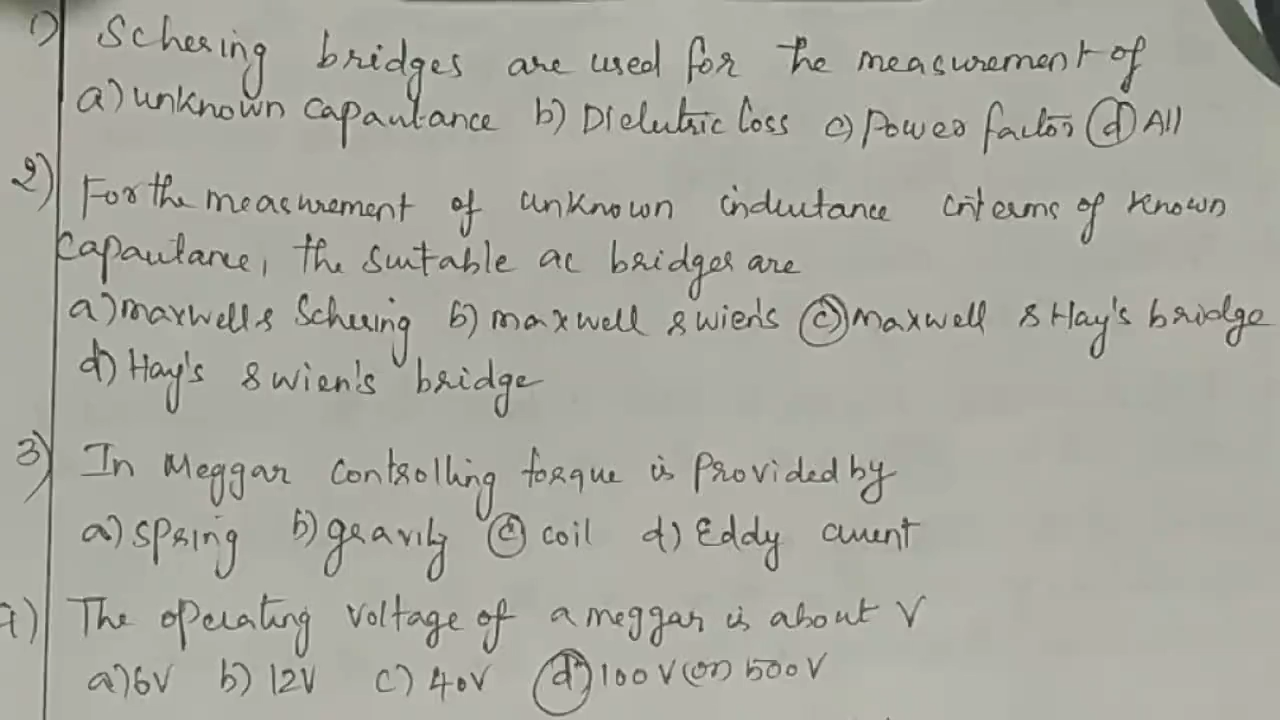 1) Schering bridges are used for the measurement of
a) unknown capacitance b) Dielectric loss c) Power factor (d) All
2) For the measurement of unknown inductance interms of known
capacitance, the suitable ac bridges are
a) maxwell & Schering b) maxwell & wien's (c) maxwell & Hay's bridge
d) Hay's & wien's bridge
3) In Meggar controlling torque is Provided by
a) spring b) gravity (c) coil d) Eddy current
4) The operating voltage of a meggar is about V
a) 6V b) 12V c) 40V (d) 100V (or) 500V